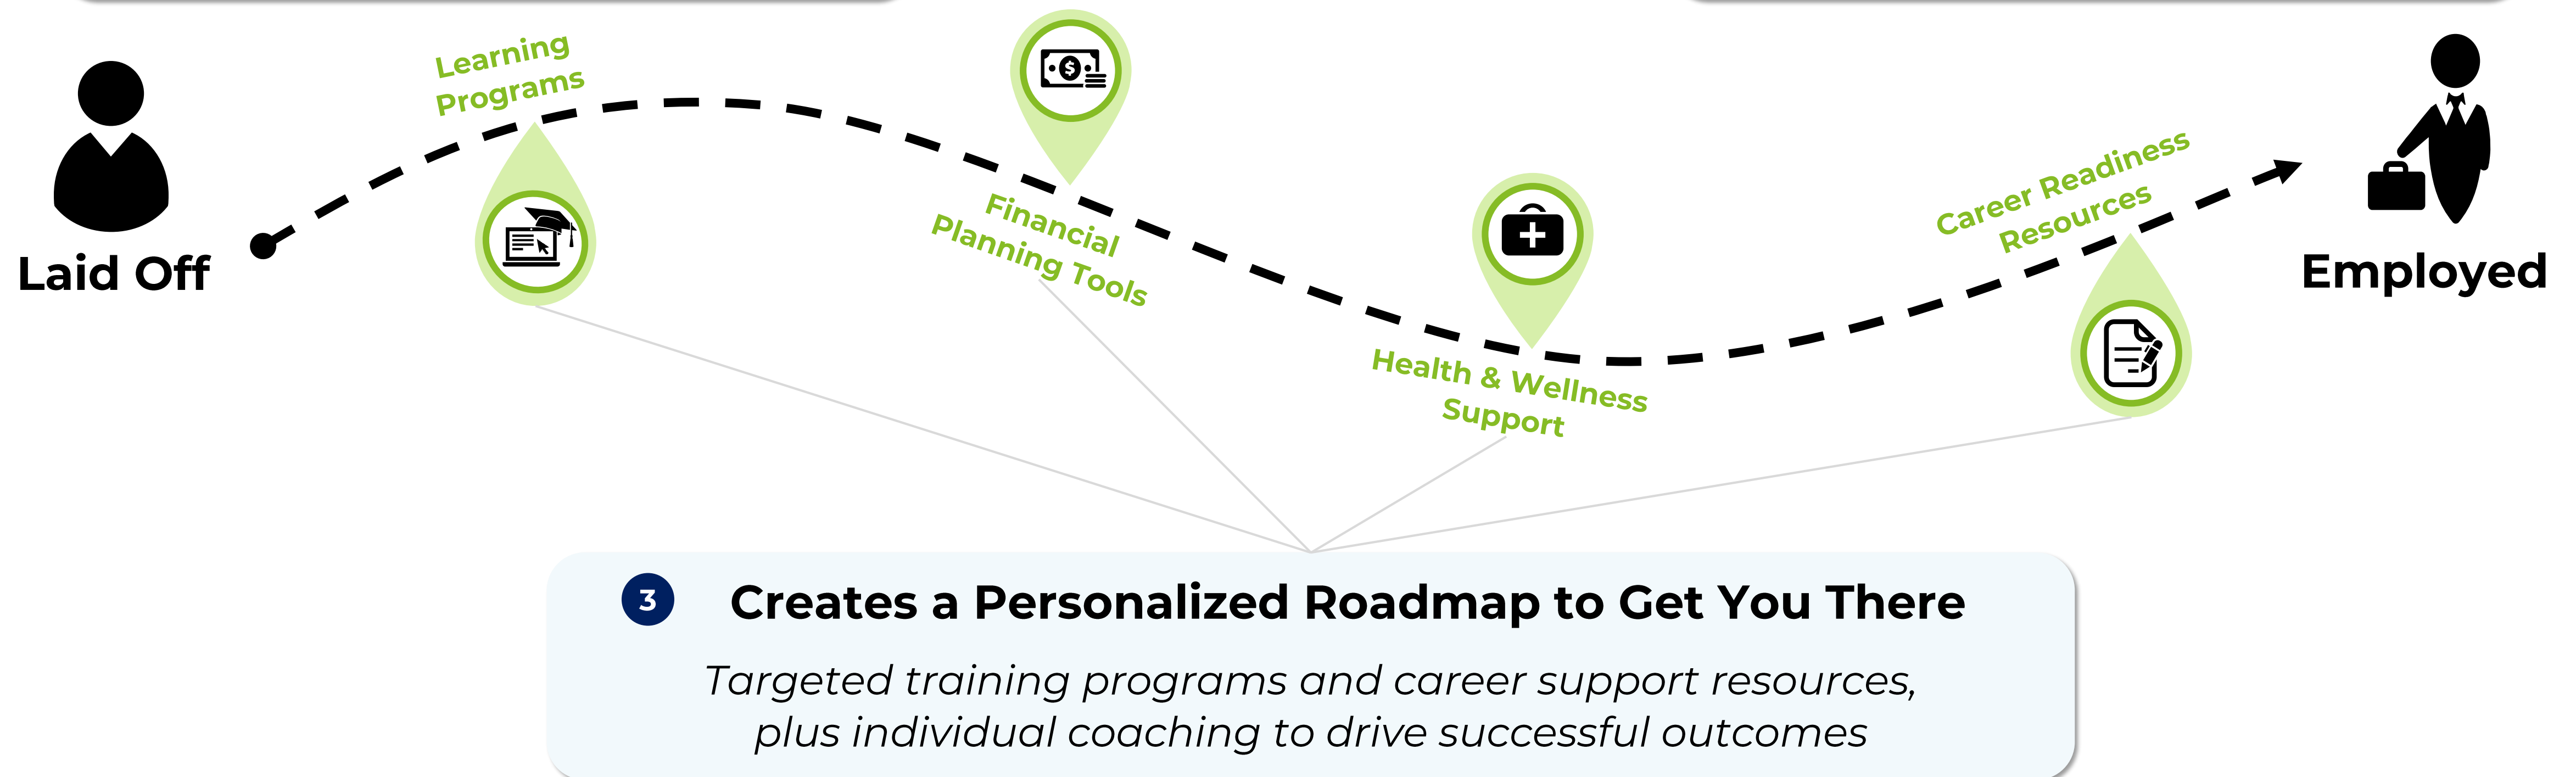 Learning
Programs
Laid Off
Financial
Planning Tools
Health & Wellness
Support
Career Readiness
Resources
Employed
3
Creates a Personalized Roadmap to Get You There
Targeted training programs and career support resources,
plus individual coaching to drive successful outcomes